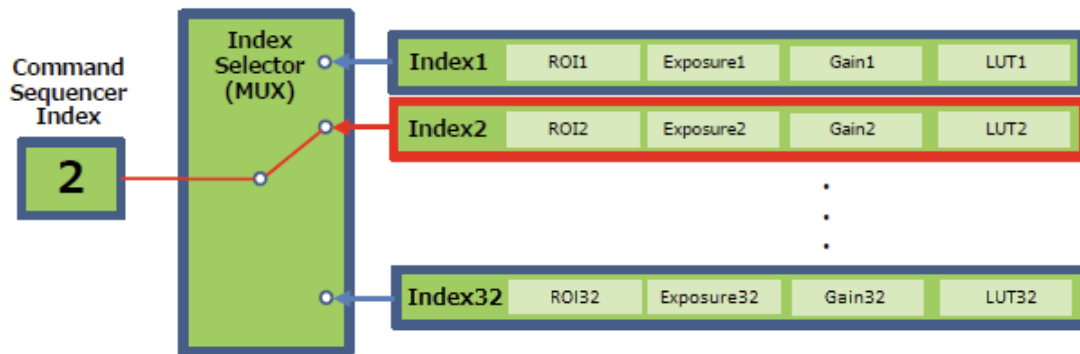 Command
Sequencer
Index
2
Index
Selector
(MUX)
Index1 ROI1 Exposure1 Gain1 LUT1
Index2 ROI2 Exposure2 Gain2 LUT2
Index32 ROI32 Exposure32 Gain32 LUT32